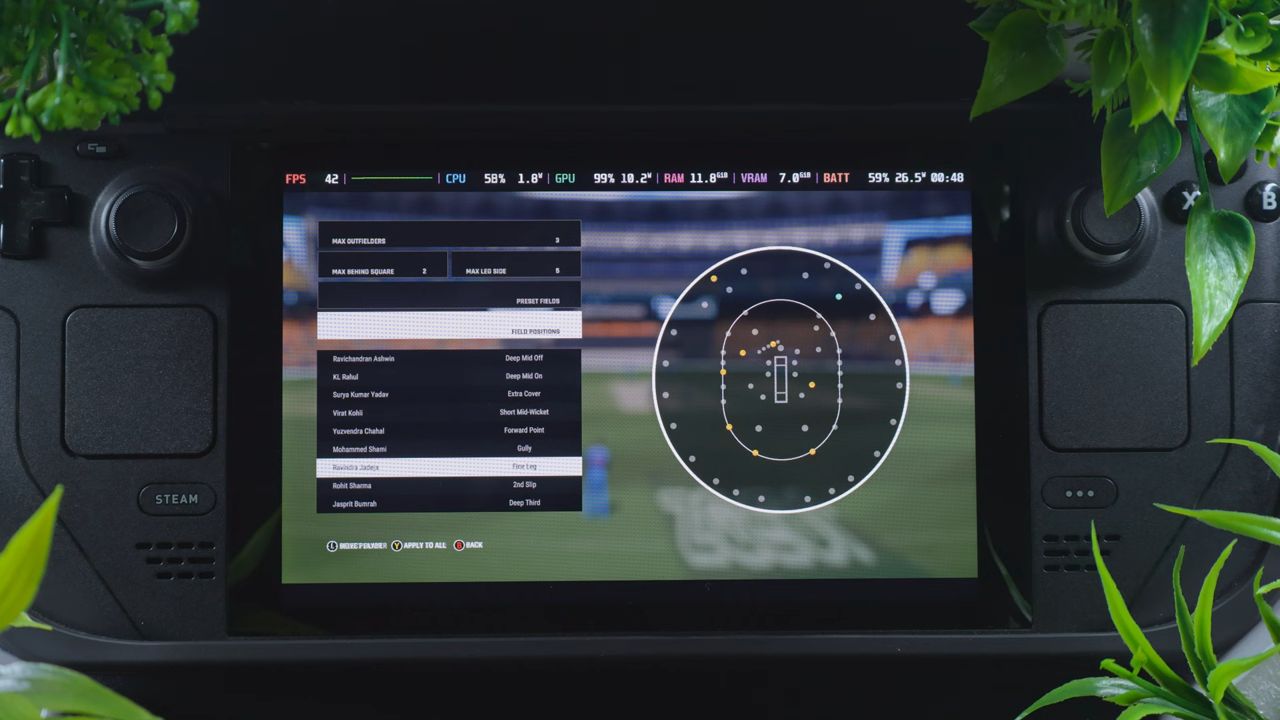 FPS 42 CPU 58% 1.8W GPU 99% 10.2W RAM 11.8GiB VRAM 7.0GiB BATT 59% 26.5W 00:48
MAX OUTFIELDERS 3
MAX BEHIND SQUARE 2 MAX LEG SIDE 5
PRESET FIELDS
FIELD POSITIONS
Ravichandran Ashwin Deep Mid Off
KL Rahul Deep Mid On
Surya Kumar Yadav Extra Cover
Virat Kohli Short Mid-Wicket
Yuzvendra Chahal Forward Point
Mohammed Shami Gully
Ravindra Jadeja Fine Leg
Rohit Sharma 2nd Slip
Jasprit Bumrah Deep Third
L Y APPLY TO ALL B BACK
STEAM
X B